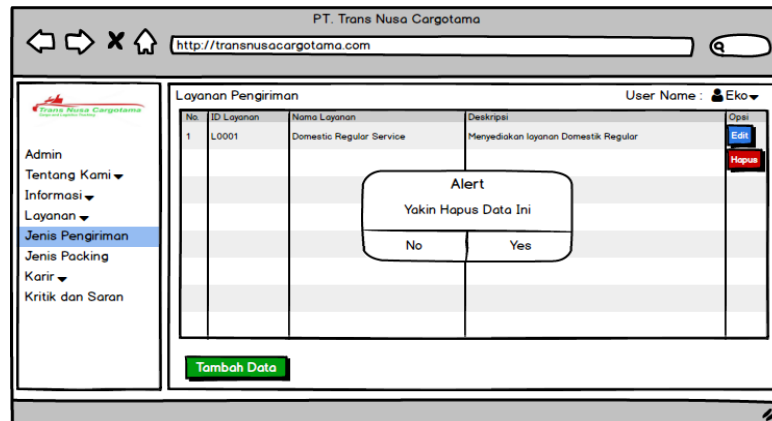 PT. Trans Nusa Cargotama
http://transnusacargotama.com
Trans Nusa Cargotama
Layanan Pengiriman
User Name : Eko
No. ID Layanan Nama Layanan Deskripsi Opsi
1 L0001 Domestic Regular Service Menyediakan layanan Domestik Regular Edit
Hapus
Admin
Tentang Kami
Informasi
Layanan
Jenis Pengiriman
Jenis Packing
Karir
Kritik dan Saran
Alert
Yakin Hapus Data Ini
No Yes
Tambah Data